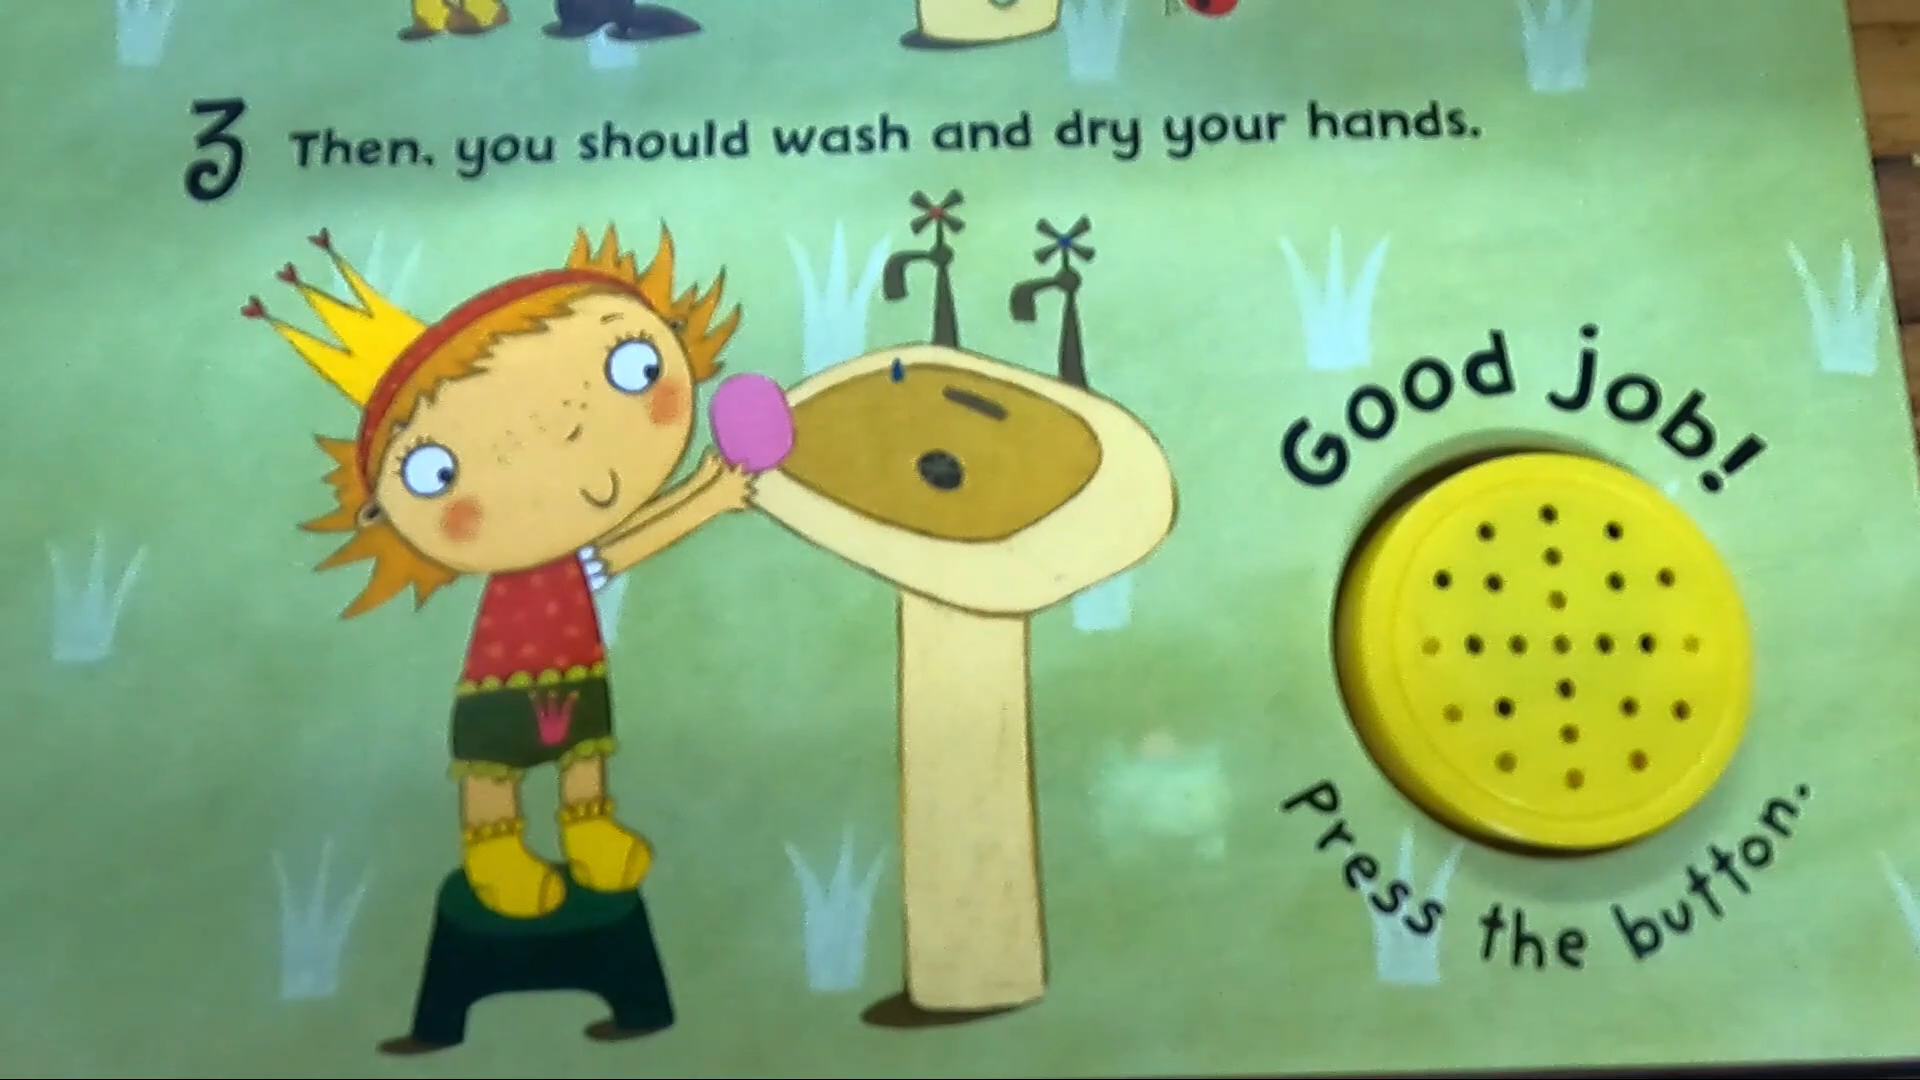 3 Then, you should wash and dry your hands.
Good job!
Press the button.